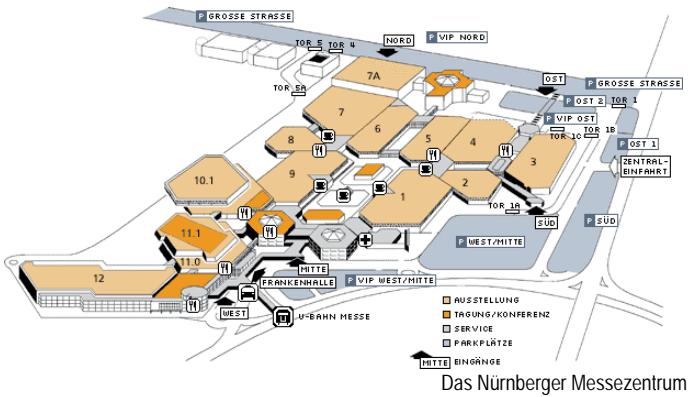 P GROSSE STRASSE
TOR 5 TOR 4
NORD
P VIP NORD
7A
OST
P GROSSE STRASSE
TOR 5A
P OST 2
TOR 1
7
P VIP OST
TOR 1C
TOR 1B
6
5
4
8
P OST 1
3
ZENTRAL-
EINFAHRT
9
10.1
2
1
TOR 1A
SÜD
P SÜD
11.1
P WEST/MITTE
11.0
MITTE
12
FRANKENHALLE
P VIP WEST/MITTE
WEST
U-BAHN MESSE
AUSSTELLUNG
TAGUNG/KONFERENZ
SERVICE
PARKPLÄTZE
MITTE EINGÄNGE
Das Nürnberger Messezentrum